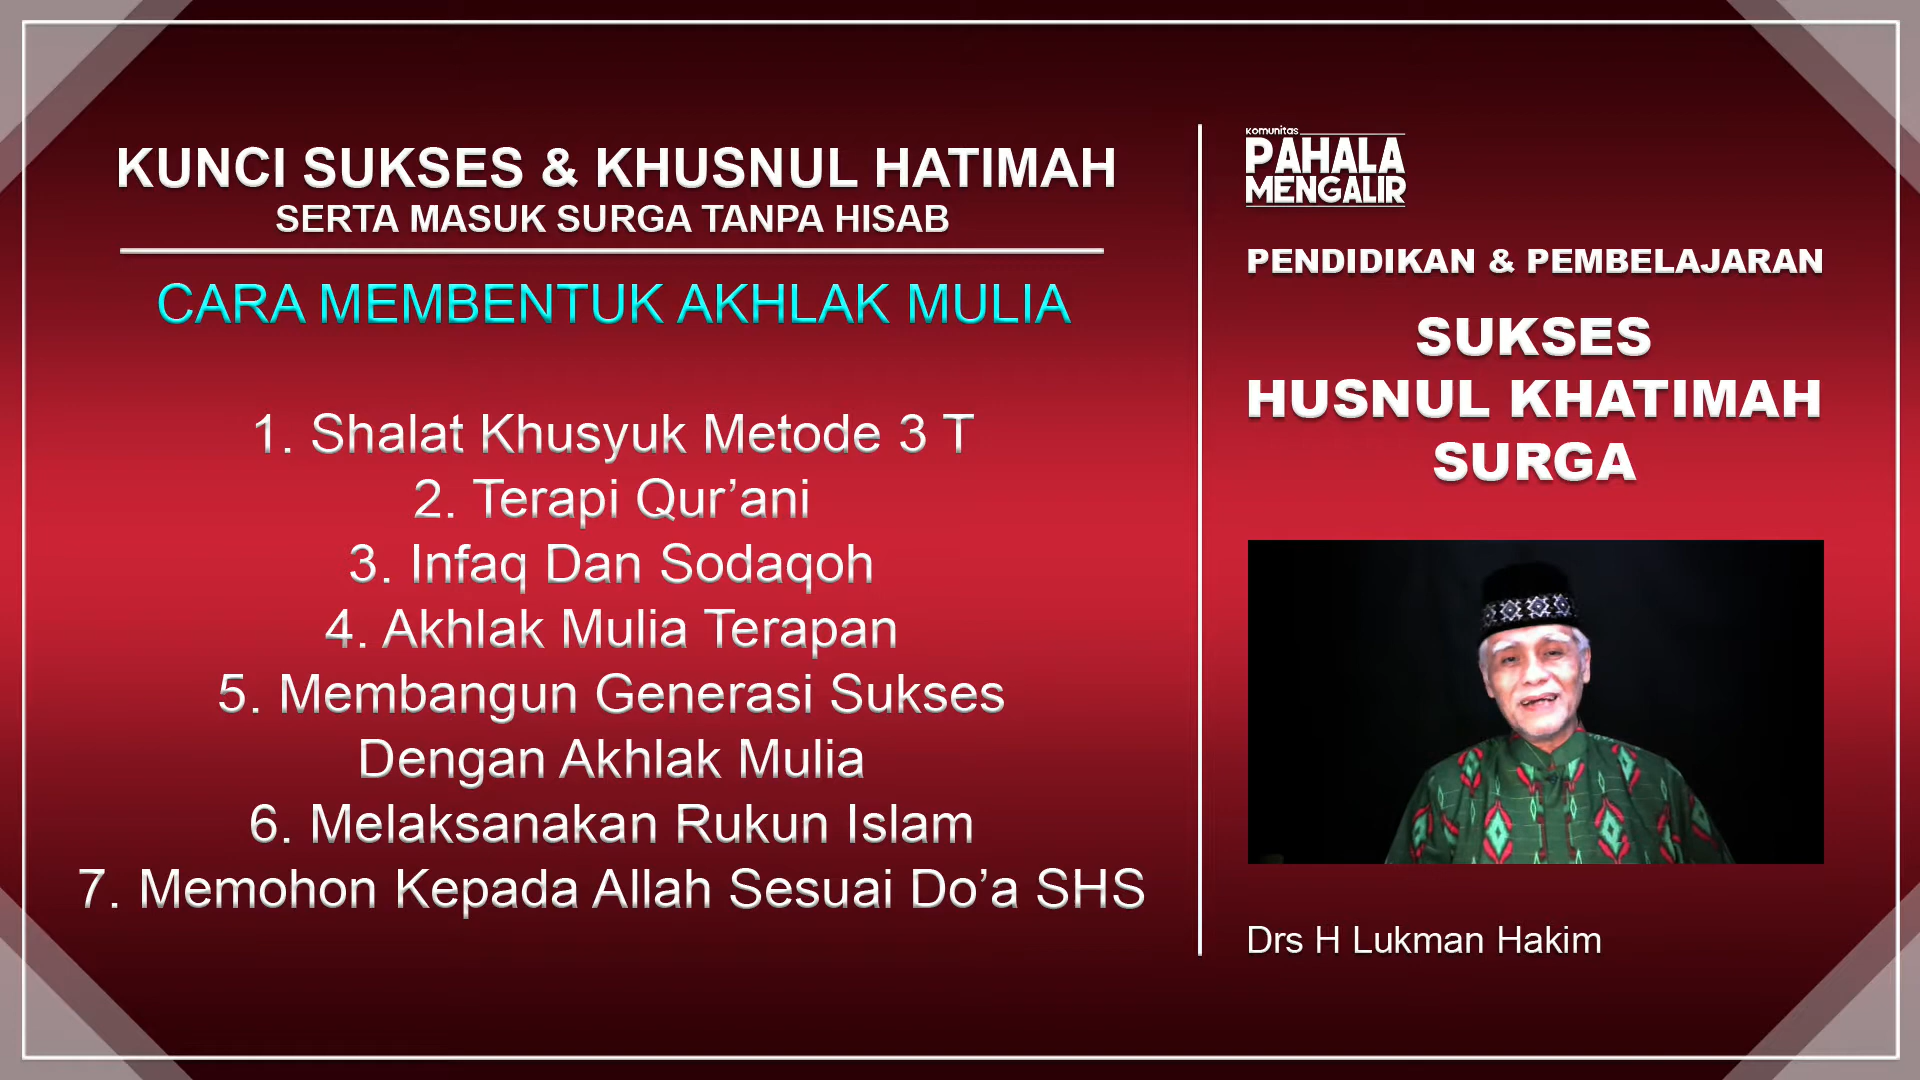 KUNCI SUKSES & KHUSNUL HATIMAH
SERTA MASUK SURGA TANPA HISAB
CARA MEMBENTUK AKHLAK MULIA
1. Shalat Khusyuk Metode 3 T
2. Terapi Qur’ani
3. Infaq Dan Sodaqoh
4. Akhlak Mulia Terapan
5. Membangun Generasi Sukses
Dengan Akhlak Mulia
6. Melaksanakan Rukun Islam
7. Memohon Kepada Allah Sesuai Do’a SHS
Komunitas
PAHALA
MENGALIR
PENDIDIKAN & PEMBELAJARAN
SUKSES
HUSNUL KHATIMAH
SURGA
Drs H Lukman Hakim